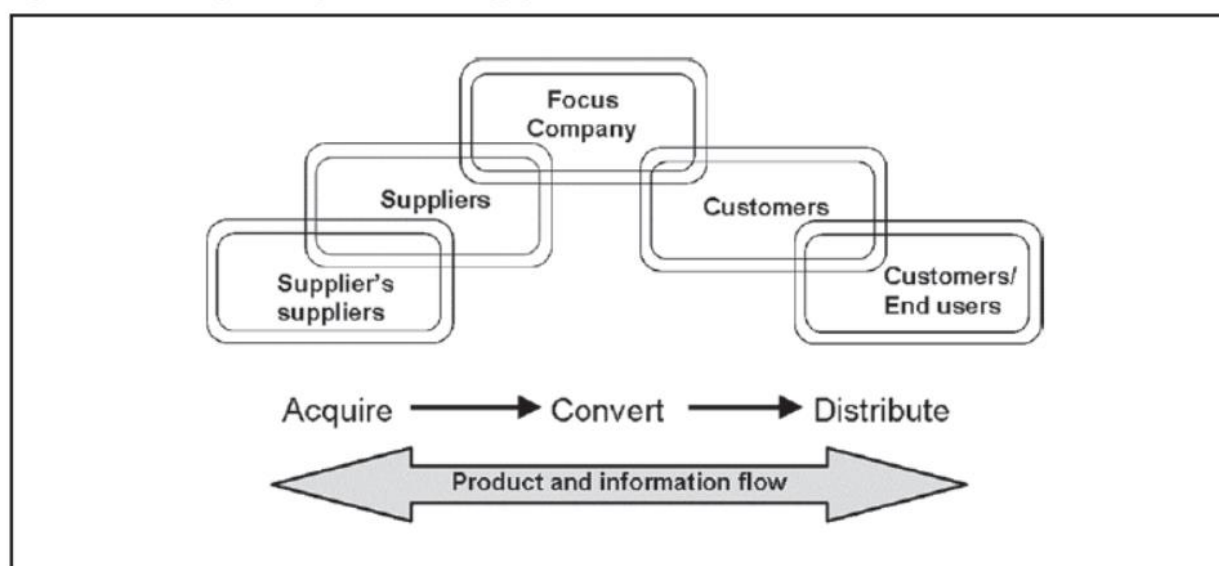 Focus
Company
Suppliers
Customers
Supplier's
suppliers
Customers/
End users
Acquire
Convert
Distribute
Product and information flow